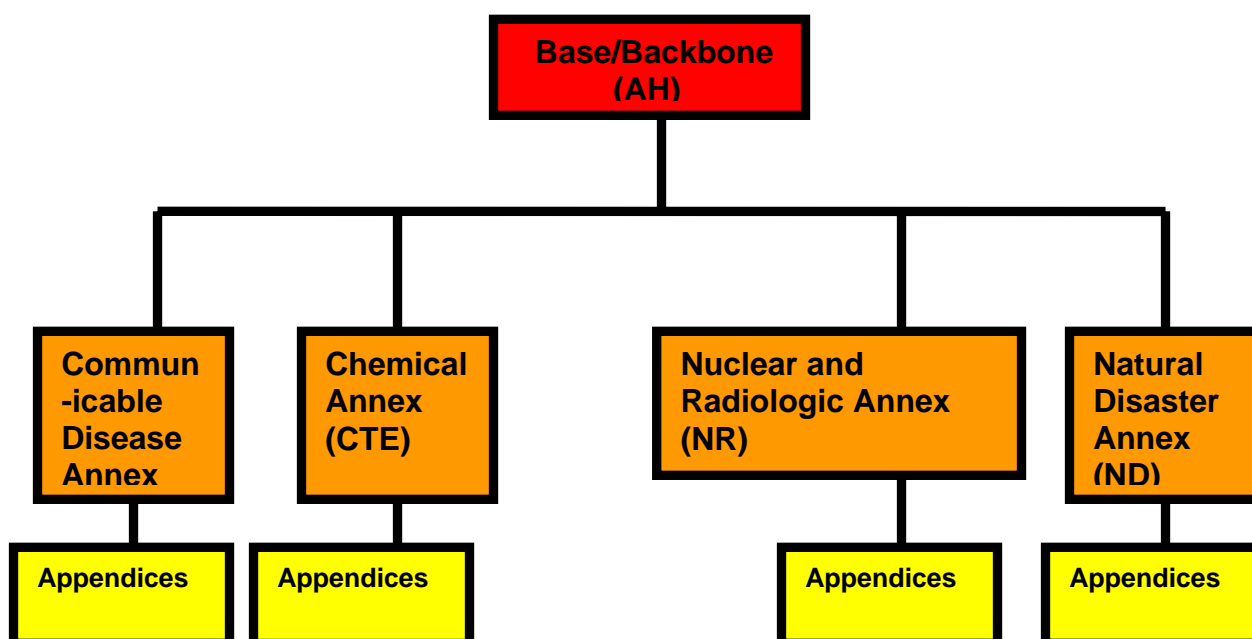 Base/Backbone
(AH)
Commun
-icable
Disease
Annex
Chemical
Annex
(CTE)
Nuclear and
Radiologic Annex
(NR)
Natural
Disaster
Annex
(ND)
Appendices
Appendices
Appendices
Appendices